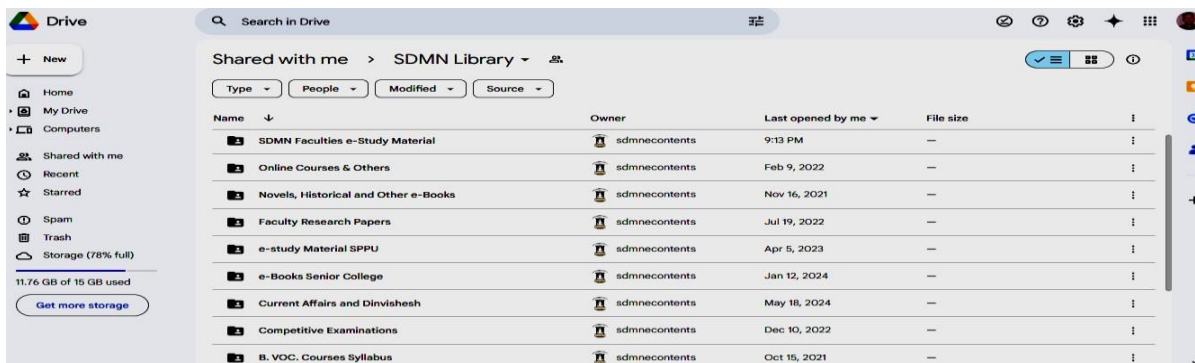 Drive
Search in Drive
New
Home
My Drive
Computers
Shared with me
Recent
Starred
Spam
Trash
Storage (78% full)
11.76 GB of 15 GB used
Get more storage
Shared with me > SDMN Library
Type People Modified Source
Name Owner Last opened by me File size
SDMN Faculties e-Study Material sdmnecontents 9:13 PM —
Online Courses & Others sdmnecontents Feb 9, 2022 —
Novels, Historical and Other e-Books sdmnecontents Nov 16, 2021 —
Faculty Research Papers sdmnecontents Jul 19, 2022 —
e-study Material SPPU sdmnecontents Apr 5, 2023 —
e-Books Senior College sdmnecontents Jan 12, 2024 —
Current Affairs and Dinvishesh sdmnecontents May 18, 2024 —
Competitive Examinations sdmnecontents Dec 10, 2022 —
B. VOC. Courses Syllabus sdmnecontents Oct 15, 2021 —